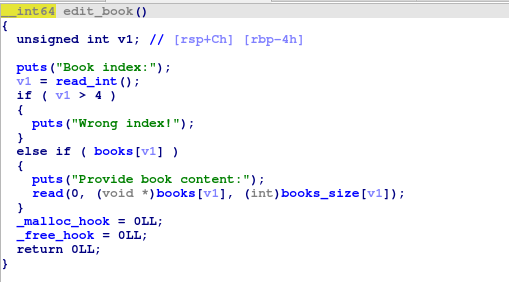 __int64 edit_book()
{
unsigned int v1; // [rsp+Ch] [rbp-4h]
puts("Book index:");
v1 = read_int();
if ( v1 > 4 )
{
puts("Wrong index!");
}
else if ( books[v1] )
{
puts("Provide book content:");
read(0, (void *)books[v1], (int)books_size[v1]);
}
_malloc_hook = 0LL;
_free_hook = 0LL;
return 0LL;
}